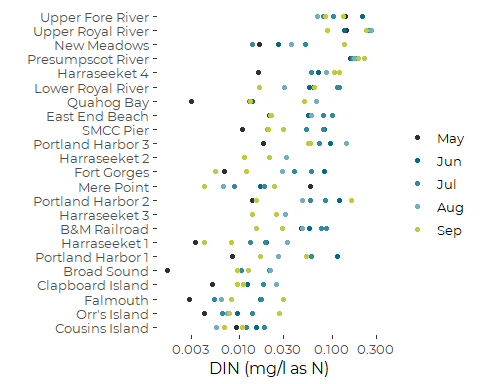 Upper Fore River
Upper Royal River
New Meadows
Presumpscot River
Harraseeket 4
Lower Royal River
Quahog Bay
East End Beach
SMCC Pier
Portland Harbor 3
Harraseeket 2
Fort Gorges
Mere Point
Portland Harbor 2
Harraseeket 3
B&M Railroad
Harraseeket 1
Portland Harbor 1
Broad Sound
Clapboard Island
Falmouth
Orr's Island
Cousins Island
0.003 0.010 0.030 0.100 0.300
DIN (mg/l as N)
May
Jun
Jul
Aug
Sep